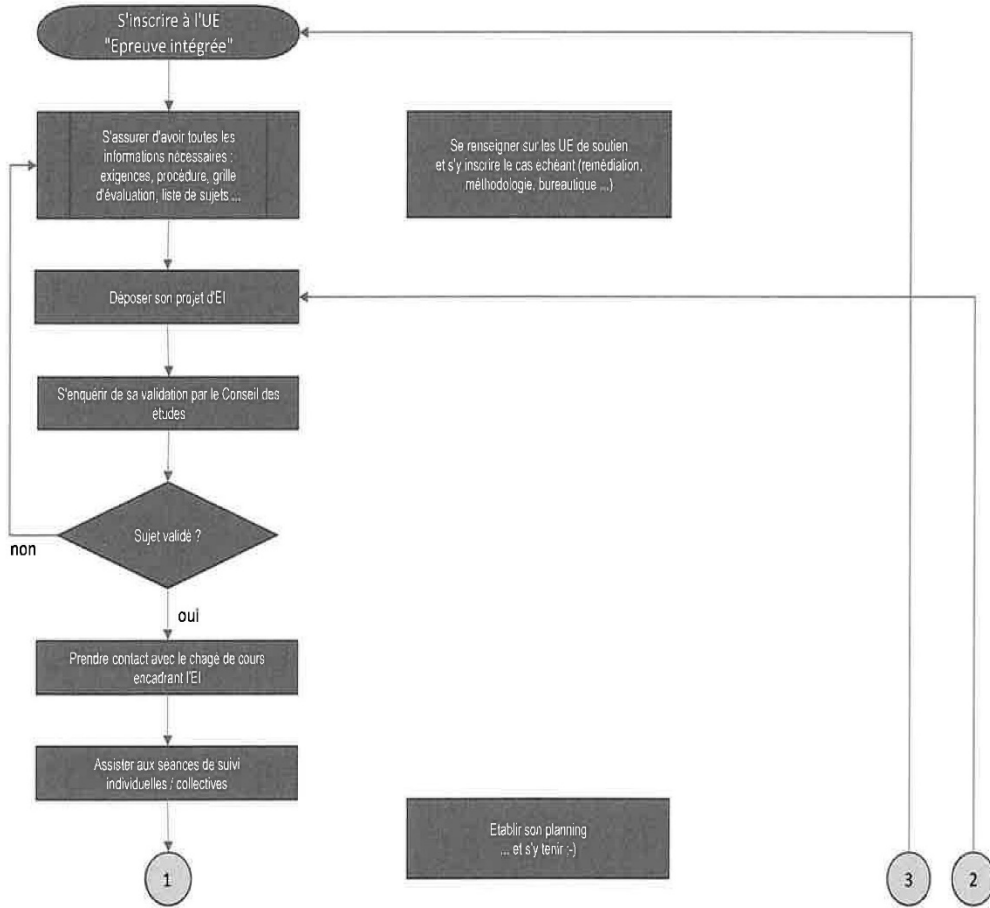 S'inscrire à l'UE
"Epreuve intégrée"
S'assurer d'avoir toutes les
informations nécessaires :
exigences, procédure, grille
d'évaluation, liste de sujets ...
Se renseigner sur les UE de soutien
et s'y inscrire le cas échéant (remédiation,
méthodologie, bureautique ...)
Déposer son projet d'EI
S'enquérir de sa validation par le Conseil des
études
Sujet validé ?
non
oui
Prendre contact avec le chagé de cours
encadrant l'EI
Assister aux séances de suivi
individuelles / collectives
Etablir son planning
... et s'y tenir ;-)
1
3
2